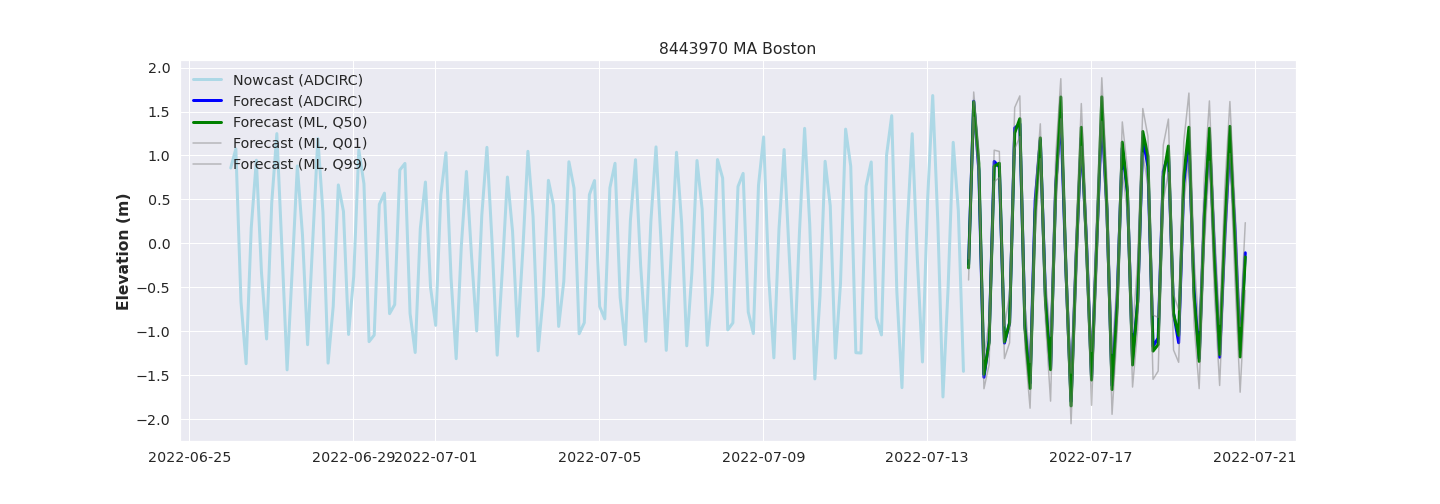 8443970 MA Boston
Nowcast (ADCIRC)
Forecast (ADCIRC)
Forecast (ML, Q50)
Forecast (ML, Q01)
Forecast (ML, Q99)
Elevation (m)
2.0
1.5
1.0
0.5
0.0
−0.5
−1.0
−1.5
−2.0
2022-06-25 2022-06-29 2022-07-01 2022-07-05 2022-07-09 2022-07-13 2022-07-17 2022-07-21